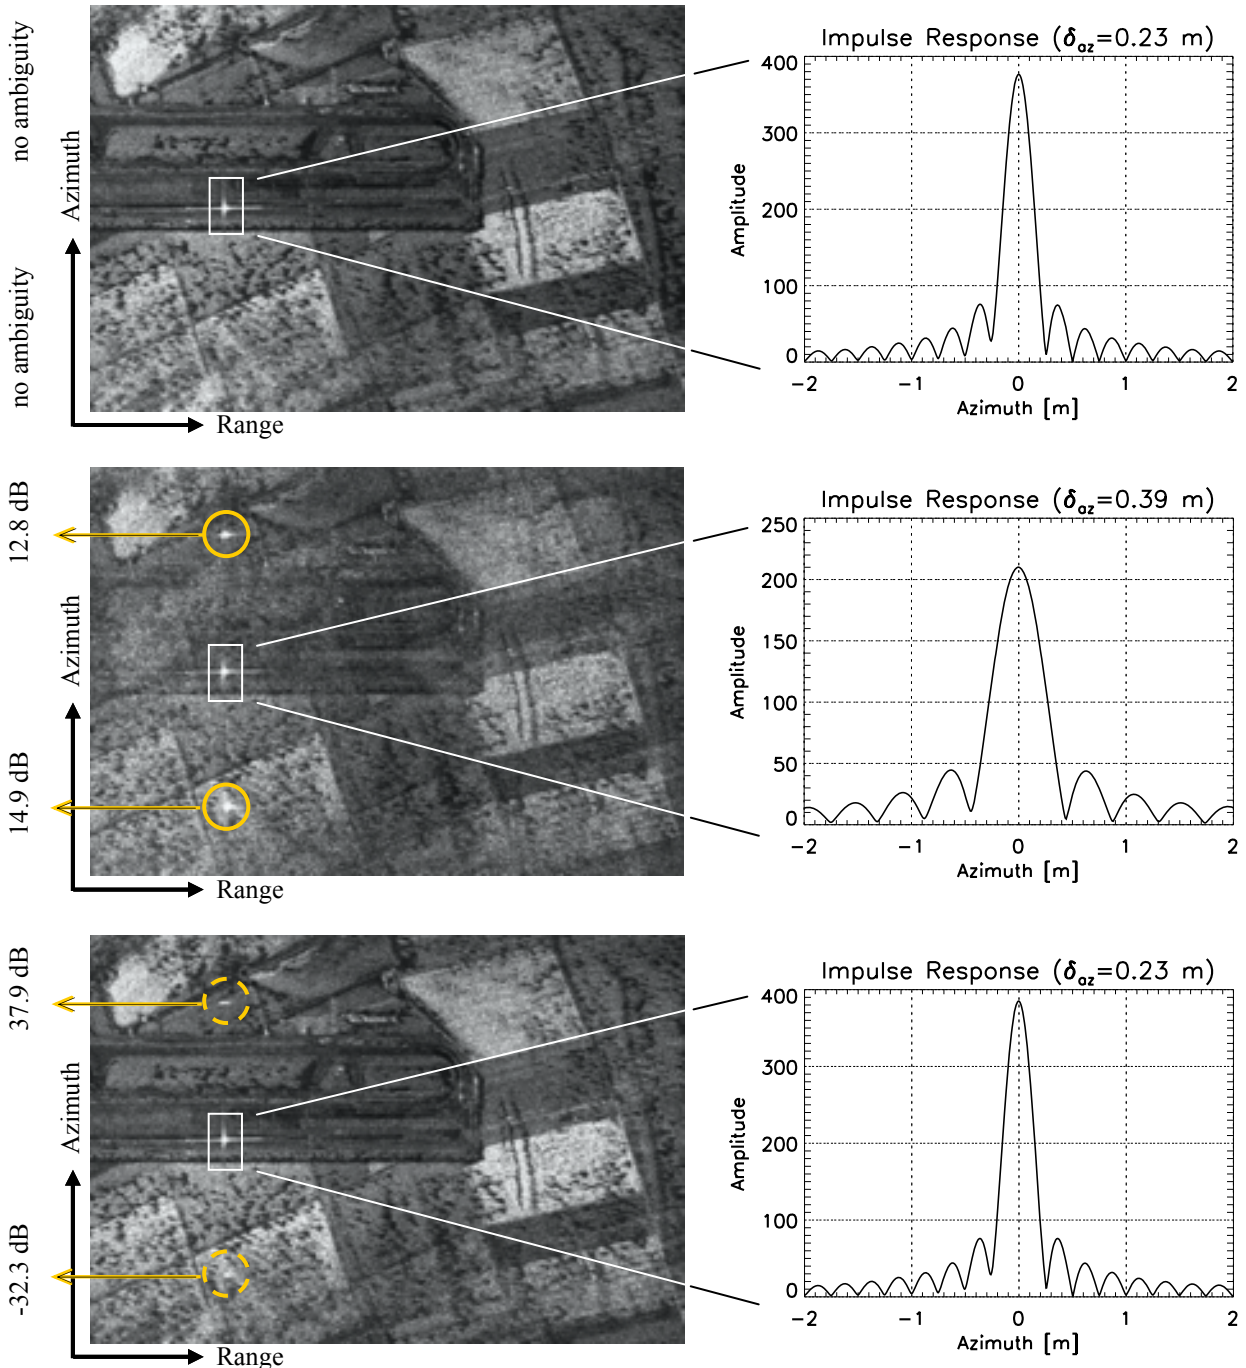 no ambiguity
Azimuth
no ambiguity
Range
Impulse Response (δaz=0.23 m)
400
300
200
100
0
Amplitude
-2 -1 0 1 2
Azimuth [m]
12.8 dB
Azimuth
14.9 dB
Range
Impulse Response (δaz=0.39 m)
250
200
150
100
50
0
Amplitude
-2 -1 0 1 2
Azimuth [m]
37.9 dB
Azimuth
-32.3 dB
Range
Impulse Response (δaz=0.23 m)
400
300
200
100
0
Amplitude
-2 -1 0 1 2
Azimuth [m]